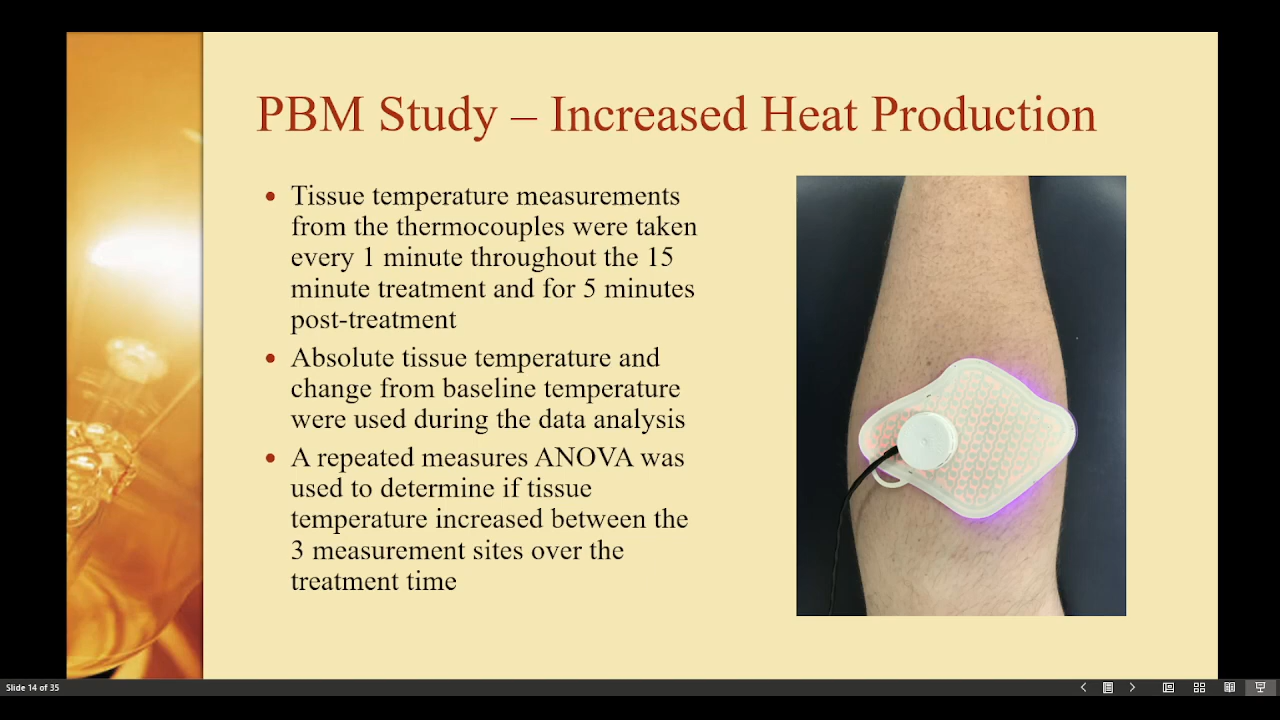 PBM Study – Increased Heat Production
• Tissue temperature measurements
from the thermocouples were taken
every 1 minute throughout the 15
minute treatment and for 5 minutes
post-treatment
• Absolute tissue temperature and
change from baseline temperature
were used during the data analysis
• A repeated measures ANOVA was
used to determine if tissue
temperature increased between the
3 measurement sites over the
treatment time
Slide 14 of 35